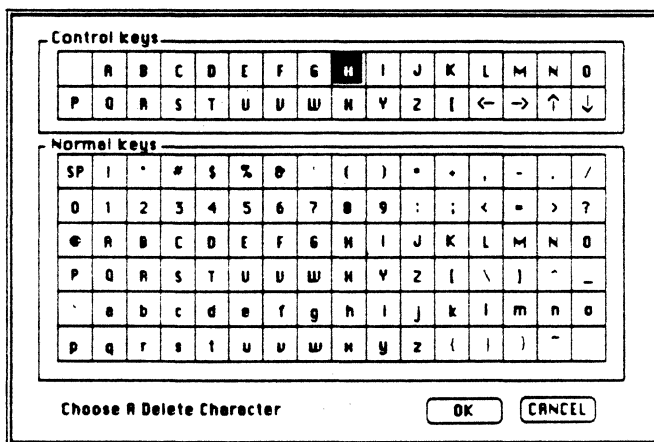 Control keys
A B C D E F G H I J K L M N O
P Q R S T U V W X Y Z [ ← → ↑ ↓
Normal keys
SP ! " # $ % & ' ( ) * + , - . /
0 1 2 3 4 5 6 7 8 9 : ; < = > ?
@ A B C D E F G H I J K L M N O
P Q R S T U V W X Y Z [ \ ] ^ _
` a b c d e f g h i j k l m n o
p q r s t u v w x y z { | } ~
Choose A Delete Character
OK
CANCEL